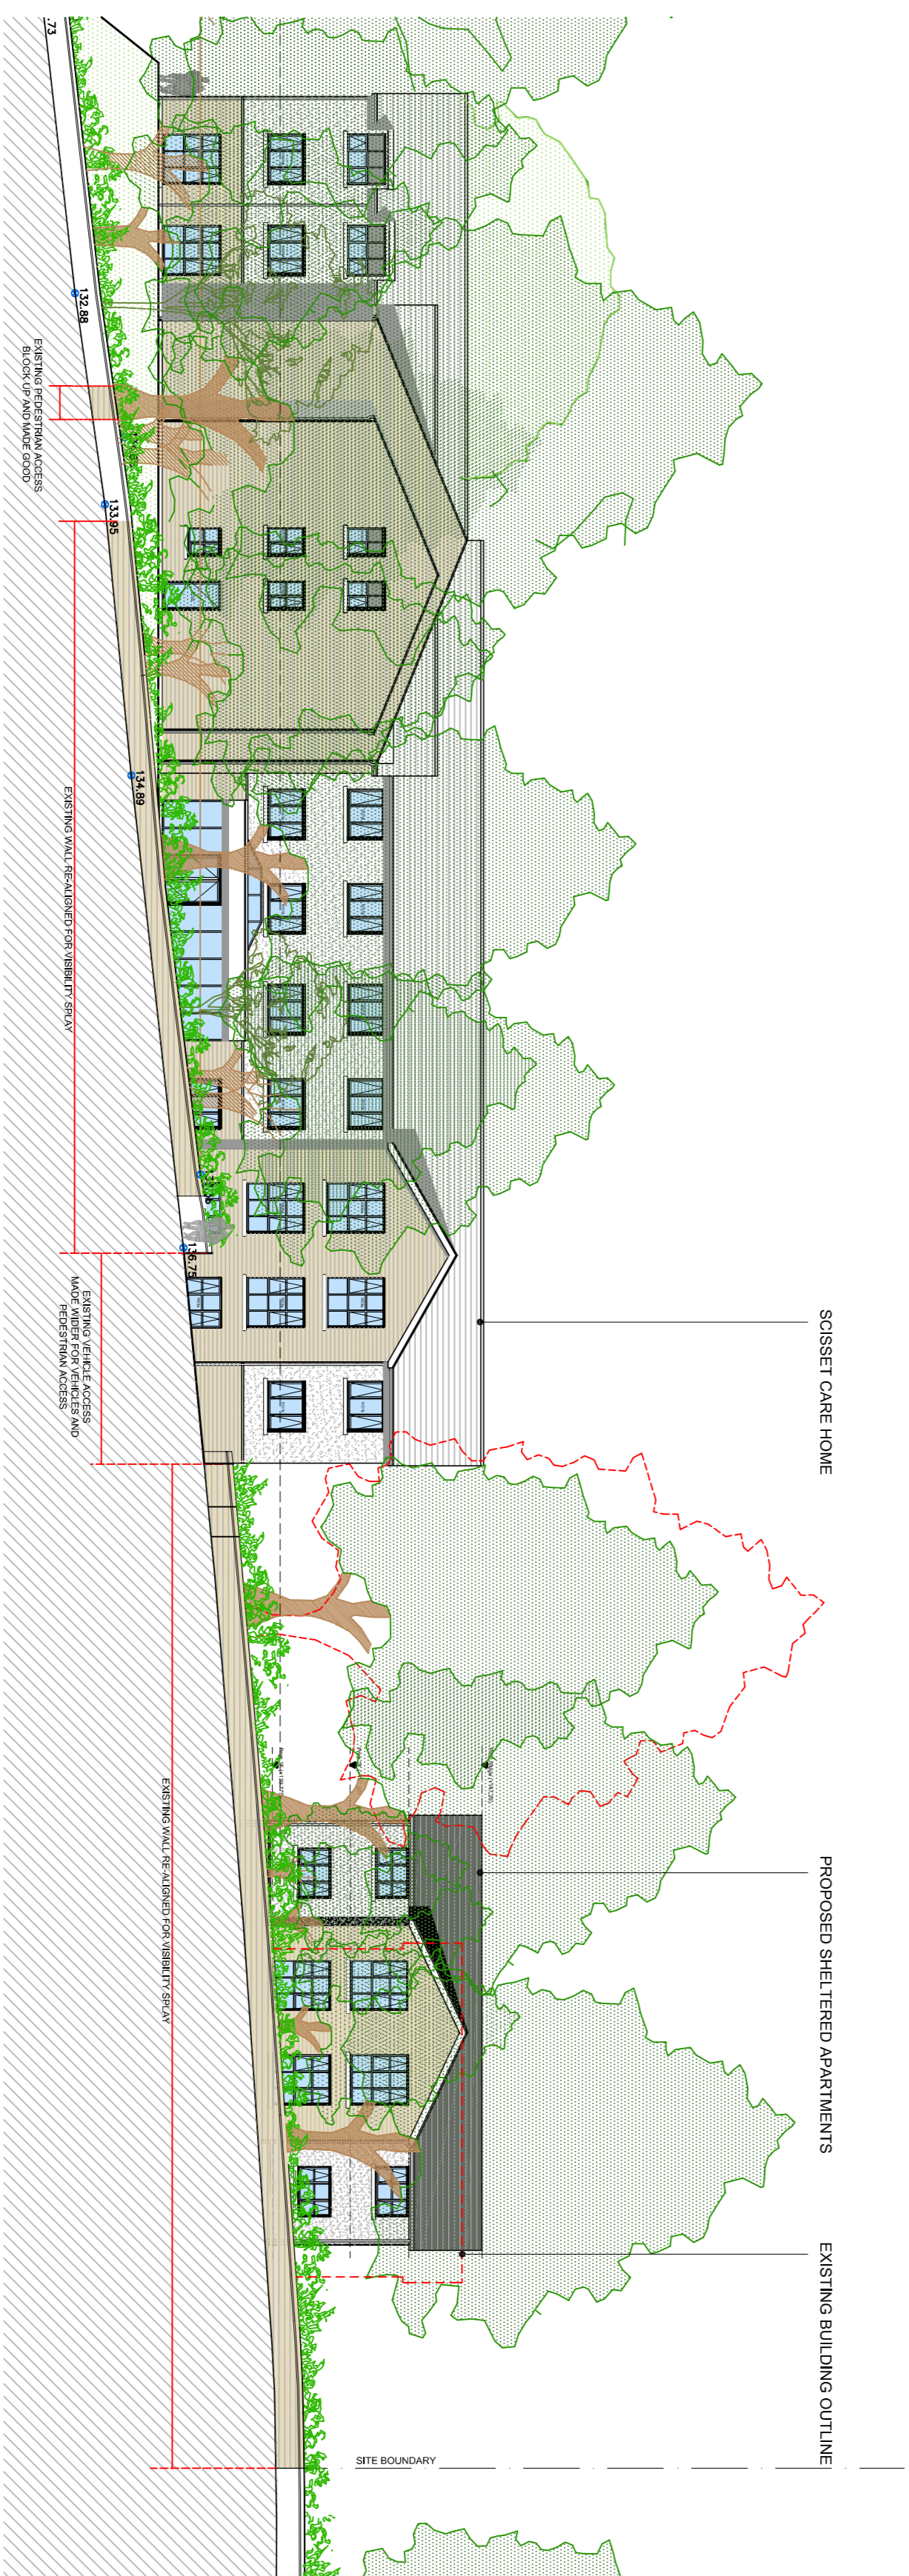 SCISSET CARE HOME
PROPOSED SHELTERED APARTMENTS
EXISTING BUILDING OUTLINE
SITE BOUNDARY
.73
132.88
133.95
134.89
136.75
EXISTING PEDESTRIAN ACCESS
BLOCK UP AND MADE GOOD
EXISTING WALL RE-ALIGNED FOR VISIBILITY SPLAY
EXISTING VEHICLE ACCESS
MADE WIDER FOR VEHICLES AND
PEDESTRIAN ACCESS
EXISTING WALL RE-ALIGNED FOR VISIBILITY SPLAY